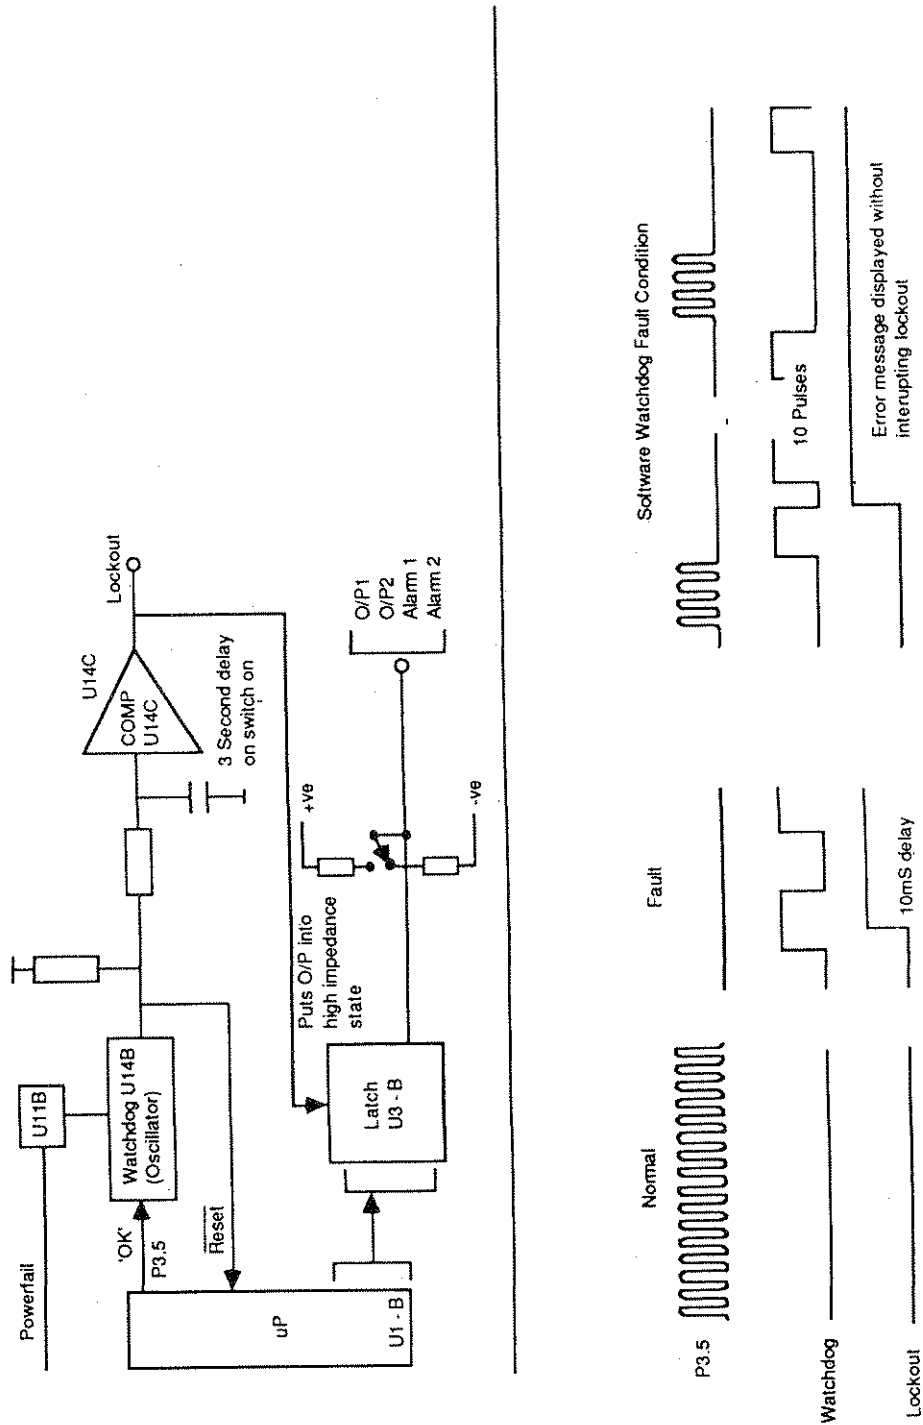 Powerfail
U11B
'OK'
P3.5
Watchdog U14B
(Oscillator)
Reset
uP
U1 - B
COMP
U14C
U14C
Lockout
3 Second delay
on switch on
Puts O/P into
high impedance
state
+ve
-ve
Latch
U3 - B
O/P1
O/P2
Alarm 1
Alarm 2
Normal
Fault
Software Watchdog Fault Condition
P3.5
Watchdog
10 Pulses
Lockout
10mS delay
Error message displayed without
interupting lockout